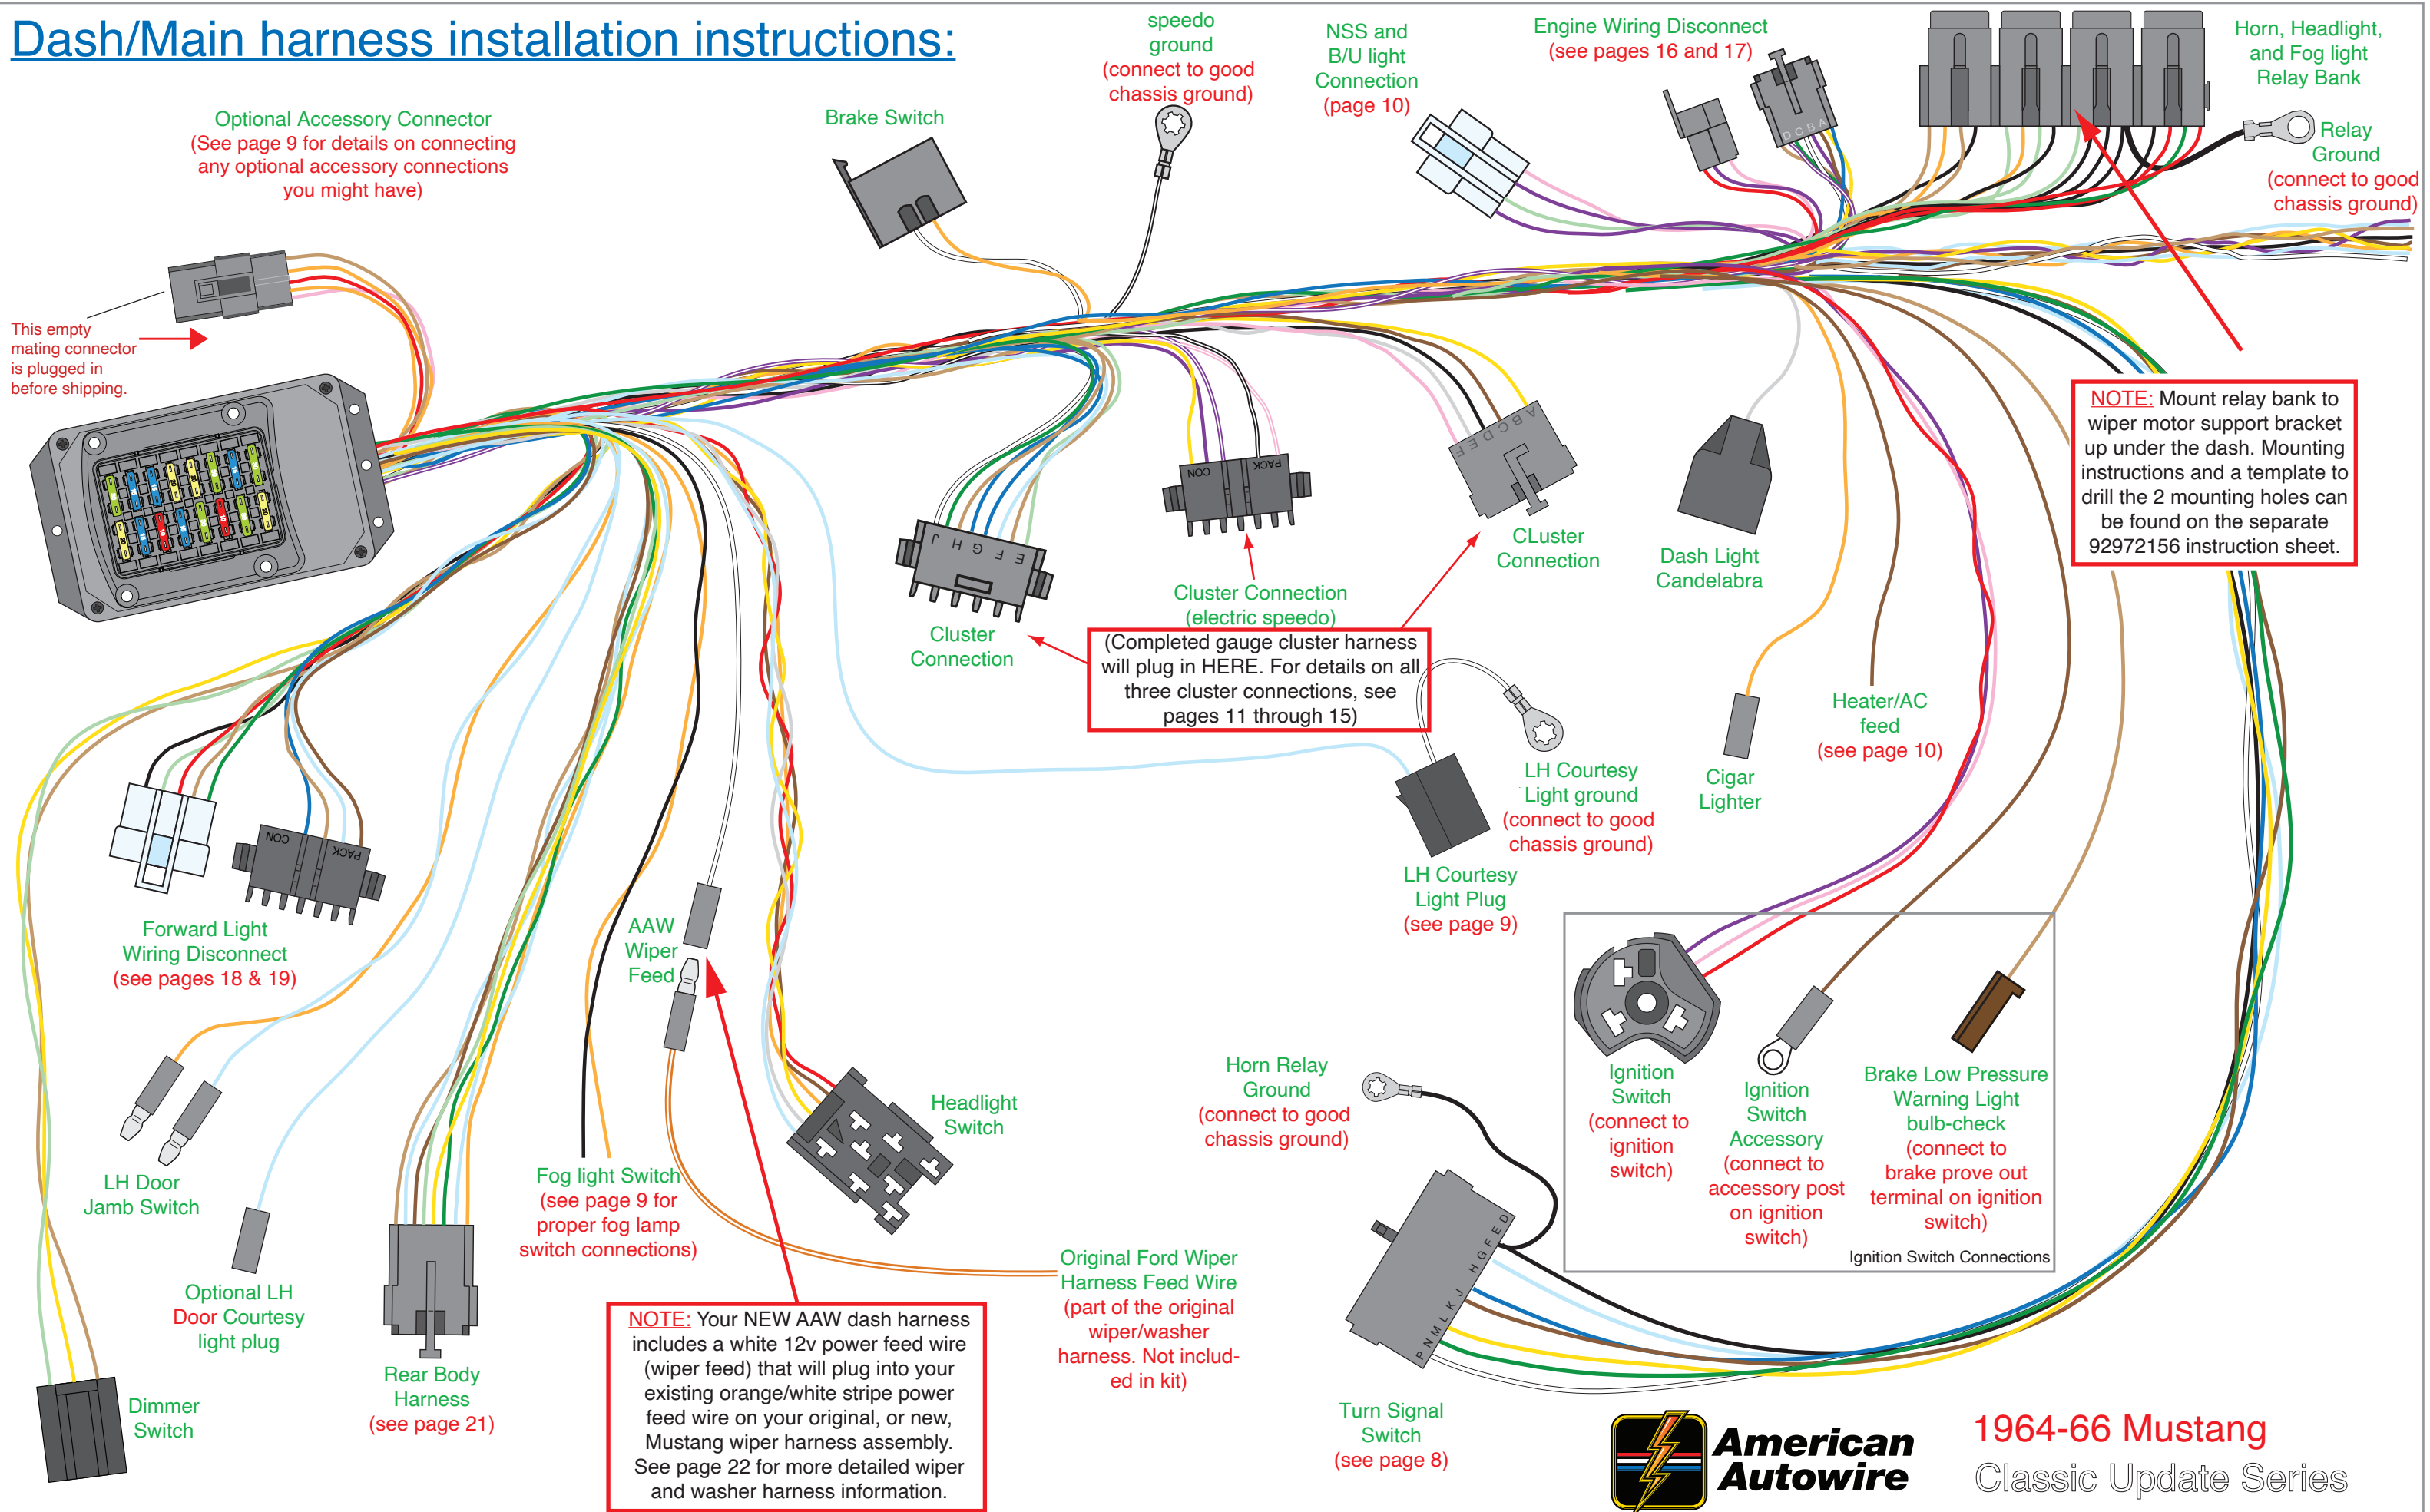 Dash/Main harness installation instructions:
Optional Accessory Connector
(See page 9 for details on connecting
any optional accessory connections
you might have)
This empty
mating connector
is plugged in
before shipping.
Brake Switch
speedo
ground
(connect to good
chassis ground)
NSS and
B/U light
Connection
(page 10)
Engine Wiring Disconnect
(see pages 16 and 17)
D C B A
Horn, Headlight,
and Fog light
Relay Bank
Relay
Ground
(connect to good
chassis ground)
NOTE: Mount relay bank to
wiper motor support bracket
up under the dash. Mounting
instructions and a template to
drill the 2 mounting holes can
be found on the separate
92972156 instruction sheet.
J H G F E
Cluster
Connection
CON
PACK
Cluster Connection
(electric speedo)
(Completed gauge cluster harness
will plug in HERE. For details on all
three cluster connections, see
pages 11 through 15)
F E D C B A
CLuster
Connection
Dash Light
Candelabra
Cigar
Lighter
Heater/AC
feed
(see page 10)
LH Courtesy
Light ground
(connect to good
chassis ground)
LH Courtesy
Light Plug
(see page 9)
CON
PACK
Forward Light
Wiring Disconnect
(see pages 18 & 19)
AAW
Wiper
Feed
Headlight
Switch
LH Door
Jamb Switch
Optional LH
Door Courtesy
light plug
Dimmer
Switch
Rear Body
Harness
(see page 21)
Fog light Switch
(see page 9 for
proper fog lamp
switch connections)
NOTE: Your NEW AAW dash harness
includes a white 12v power feed wire
(wiper feed) that will plug into your
existing orange/white stripe power
feed wire on your original, or new,
Mustang wiper harness assembly.
See page 22 for more detailed wiper
and washer harness information.
Original Ford Wiper
Harness Feed Wire
(part of the original
wiper/washer
harness. Not includ-
ed in kit)
Horn Relay
Ground
(connect to good
chassis ground)
P N M L K J H G F E D
Turn Signal
Switch
(see page 8)
Ignition
Switch
(connect to
ignition
switch)
Ignition
Switch
Accessory
(connect to
accessory post
on ignition
switch)
Brake Low Pressure
Warning Light
bulb-check
(connect to
brake prove out
terminal on ignition
switch)
Ignition Switch Connections
American
Autowire
1964-66 Mustang
Classic Update Series